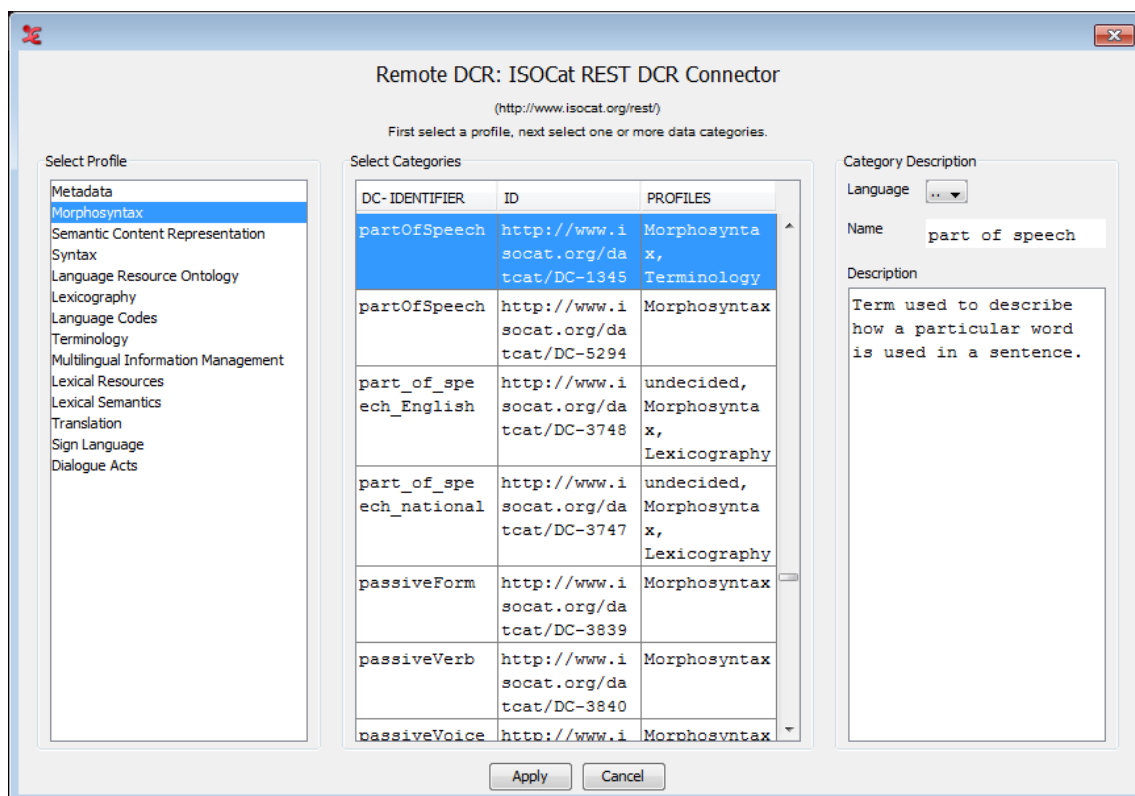 Remote DCR: ISOCat REST DCR Connector
(http://www.isocat.org/rest/)
First select a profile, next select one or more data categories.
Select Profile
Metadata
Morphosyntax
Semantic Content Representation
Syntax
Language Resource Ontology
Lexicography
Language Codes
Terminology
Multilingual Information Management
Lexical Resources
Lexical Semantics
Translation
Sign Language
Dialogue Acts
Select Categories
DC-IDENTIFIER ID PROFILES
partOfSpeech http://www.i Morphosynta
socat.org/da x,
tcat/DC-1345 Terminology
partOfSpeech http://www.i Morphosyntax
socat.org/da
tcat/DC-5294
part_of_spe http://www.i undecided,
ech_English socat.org/da Morphosynta
tcat/DC-3748 x,
Lexicography
part_of_spe http://www.i undecided,
ech_national socat.org/da Morphosynta
tcat/DC-3747 x,
Lexicography
passiveForm http://www.i Morphosyntax
socat.org/da
tcat/DC-3839
passiveVerb http://www.i Morphosyntax
socat.org/da
tcat/DC-3840
passiveVoice http://www.i Morphosyntax
Category Description
Language ..
Name part of speech
Description
Term used to describe
how a particular word
is used in a sentence.
Apply Cancel